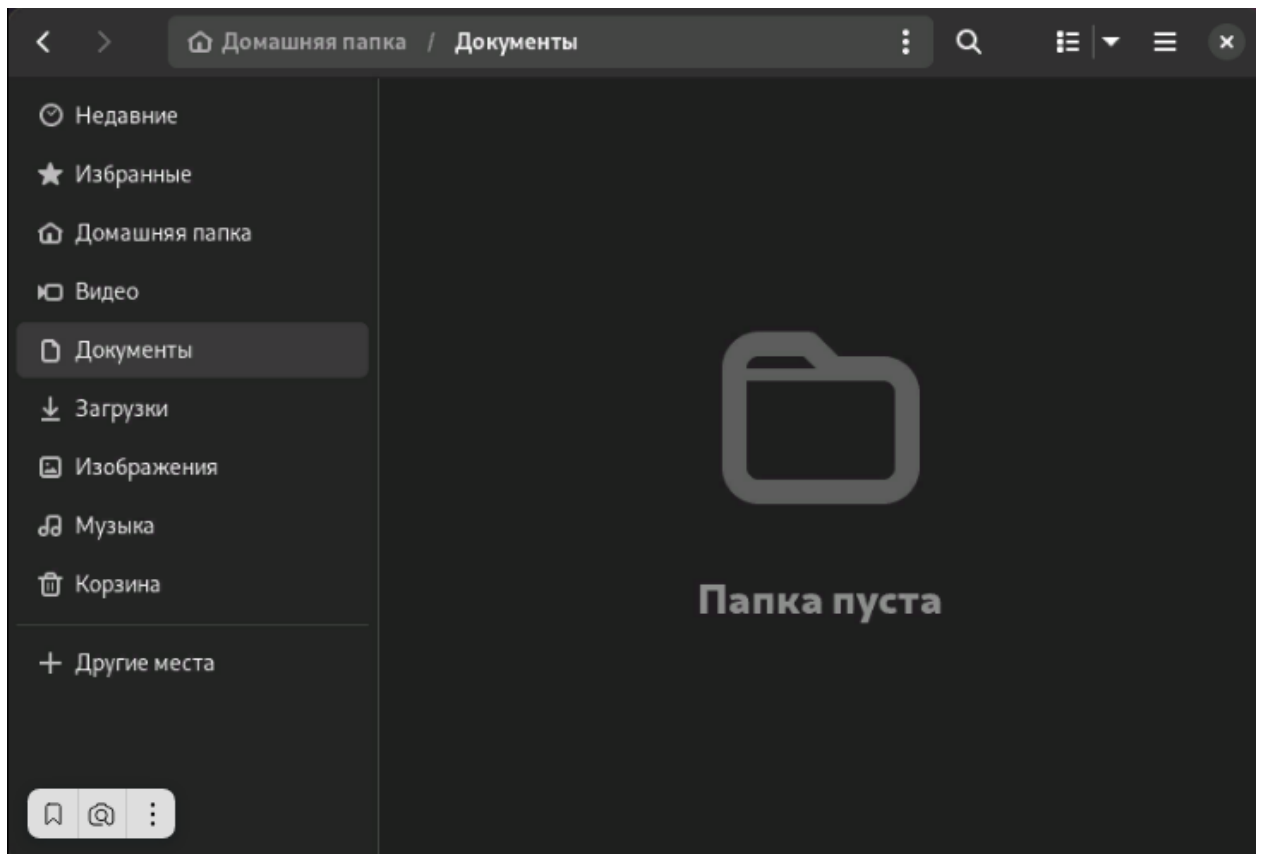 Домашняя папка / Документы
Недавние
Избранные
Домашняя папка
Видео
Документы
Загрузки
Изображения
Музыка
Корзина
Другие места
Папка пуста